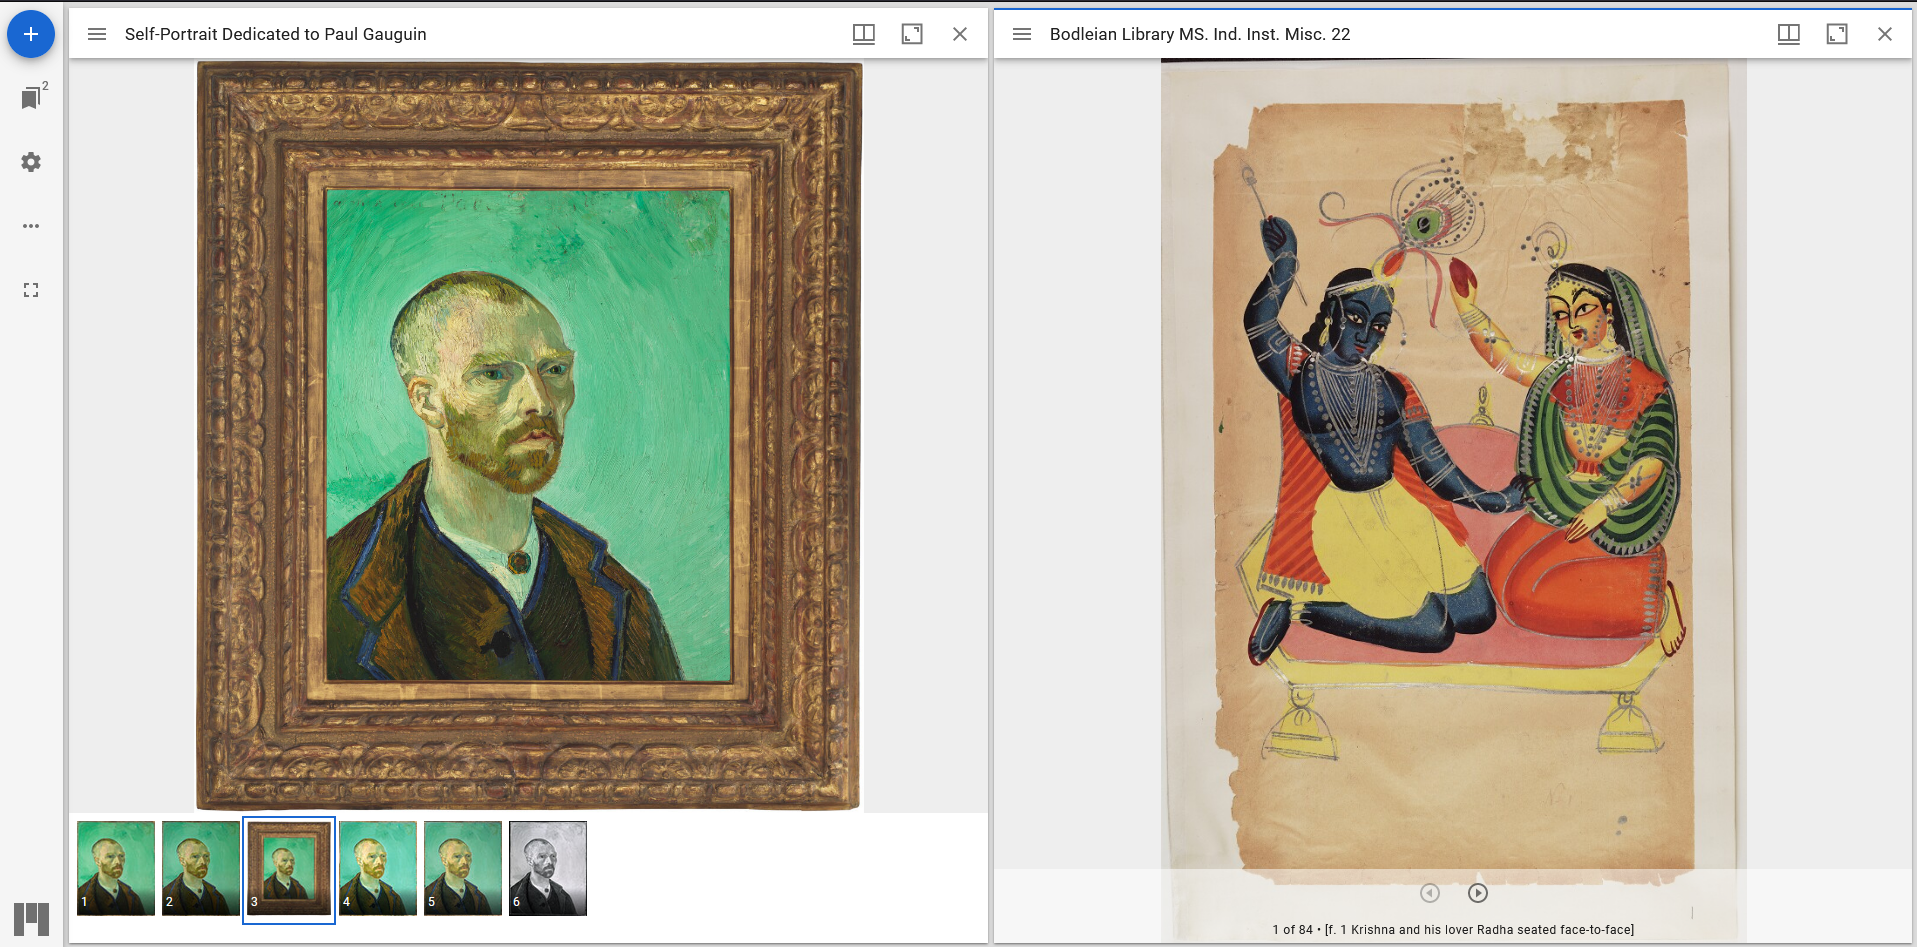 2
Self-Portrait Dedicated to Paul Gauguin
1
2
3
4
5
6
Bodleian Library MS. Ind. Inst. Misc. 22
1 of 84 • [f. 1 Krishna and his lover Radha seated face-to-face]